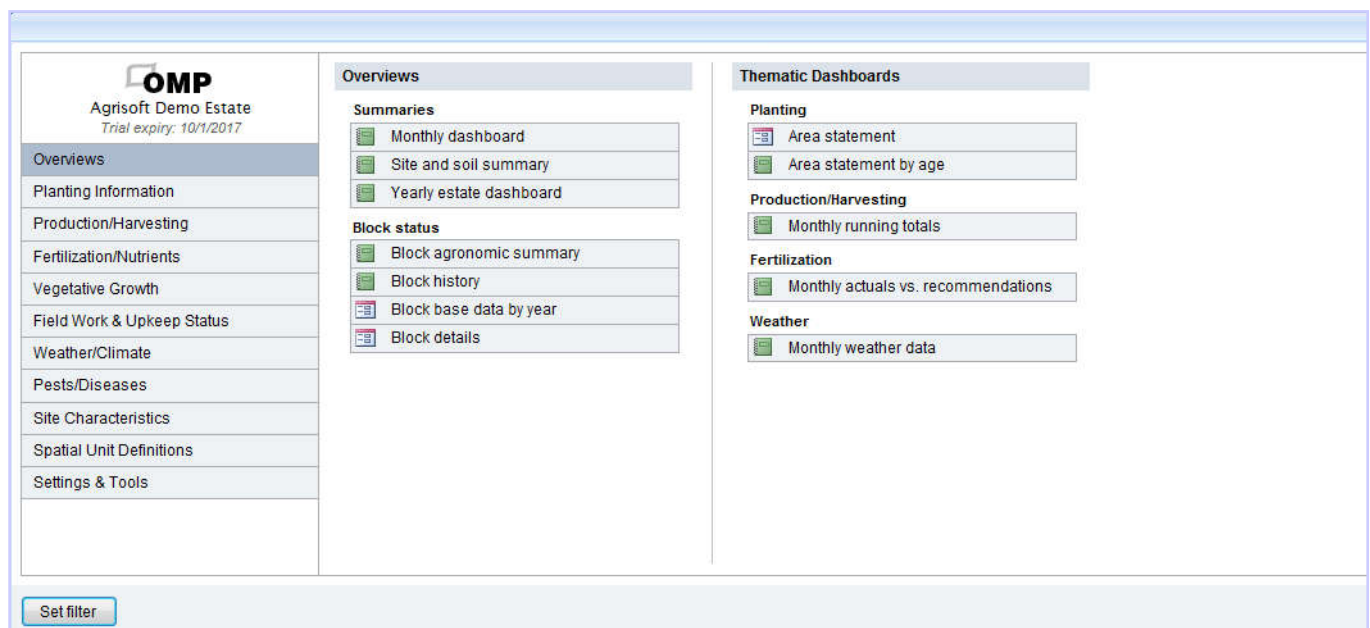 OMP
Agrisoft Demo Estate
Trial expiry: 10/1/2017
Overviews
Planting Information
Production/Harvesting
Fertilization/Nutrients
Vegetative Growth
Field Work & Upkeep Status
Weather/Climate
Pests/Diseases
Site Characteristics
Spatial Unit Definitions
Settings & Tools
Overviews
Summaries
Monthly dashboard
Site and soil summary
Yearly estate dashboard
Block status
Block agronomic summary
Block history
Block base data by year
Block details
Thematic Dashboards
Planting
Area statement
Area statement by age
Production/Harvesting
Monthly running totals
Fertilization
Monthly actuals vs. recommendations
Weather
Monthly weather data
Set filter